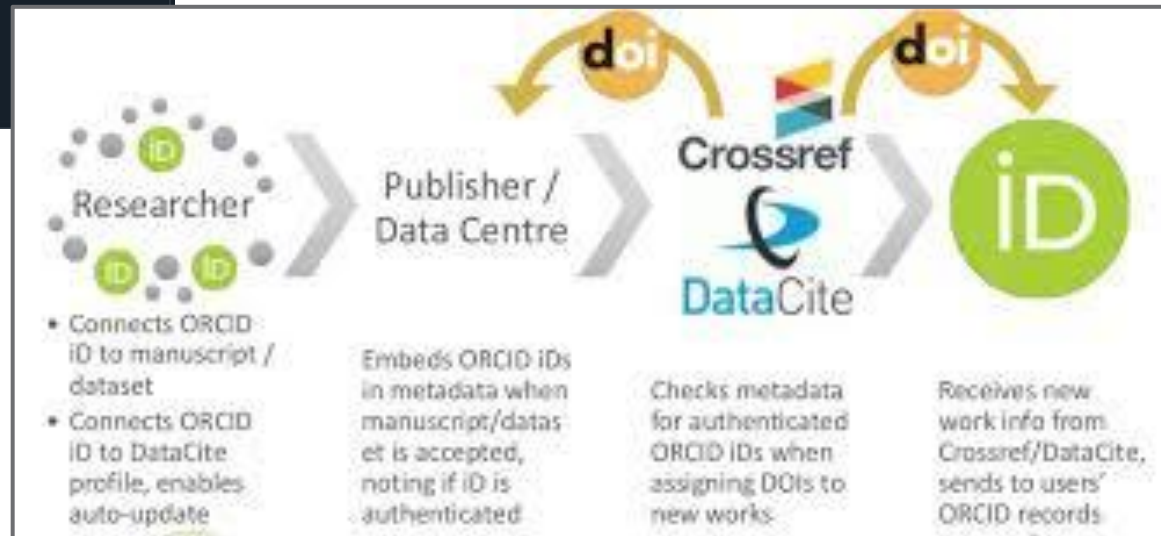 doi
doi
iD
Researcher
iD
iD
Publisher /
Data Centre
Crossref
DataCite
iD
• Connects ORCID
iD to manuscript /
dataset
• Connects ORCID
iD to DataCite
profile, enables
auto-update
Embeds ORCID iDs
in metadata when
manuscript/datas
et is accepted,
noting if iD is
authenticated
Checks metadata
for authenticated
ORCID iDs when
assigning DOIs to
new works
Receives new
work info from
Crossref/DataCite,
sends to users'
ORCID records